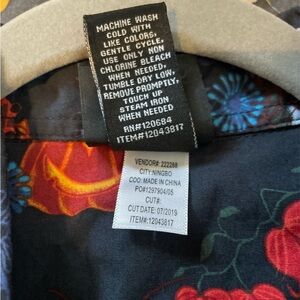 MACHINE WASH
COLD WITH
LIKE COLORS,
GENTLE CYCLE,
USE ONLY NON
CHLORINE BLEACH
WHEN NEEDED,
TUMBLE DRY LOW,
REMOVE PROMPTLY,
TOUCH UP
STEAM IRON
WHEN NEEDED
RN#120684
ITEM#12043817
VENDOR#: 222268
CITY:NINGBO
COO: MADE IN CHINA
PO#1297904/05
CUT#:
CUT DATE: 07/2019
ITEM#:12043817